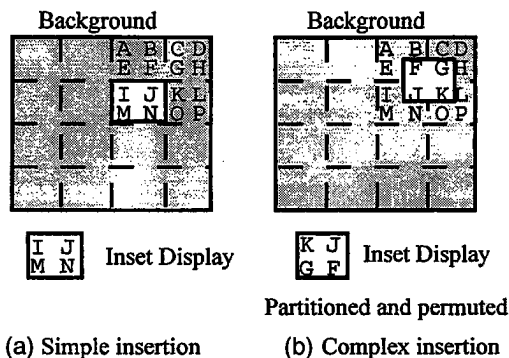 Background
Background
A B C D
E F G H
I J K L
M N O P
A B C D
E F G H
I J K L
M N O P
I J
M N
Inset Display
K J
G F
Inset Display
Partitioned and permuted
(a) Simple insertion
(b) Complex insertion